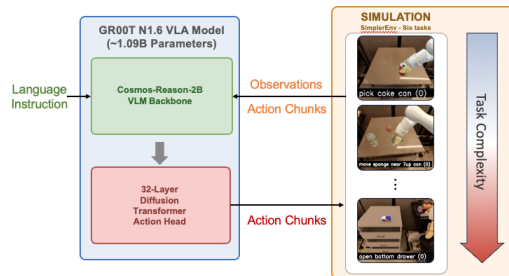 GR00T N1.6 VLA Model
(~1.09B Parameters)
SIMULATION
SimplerEnv - Six tasks
Language
Instruction
Cosmos-Reason-2B
VLM Backbone
Observations
Action Chunks
pick coke can (0)
move sponge near 7up can (0)
⋮
open bottom drawer (0)
32-Layer
Diffusion
Transformer
Action Head
Action Chunks
Task Complexity